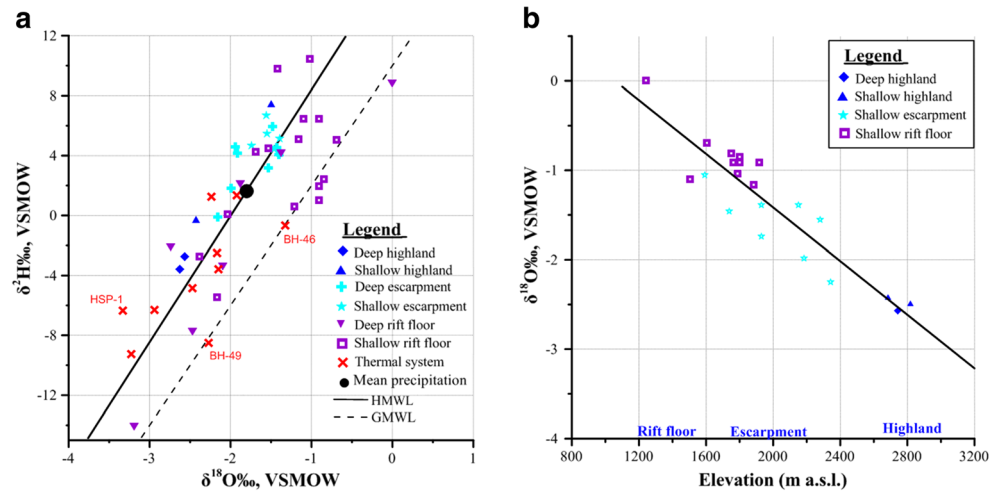 a
12
8
4
0
-4
-8
-12
δ²H‰, VSMOW
BH-46
HSP-1
BH-49
Legend
Deep highland
Shallow highland
Deep escarpment
Shallow escarpment
Deep rift floor
Shallow rift floor
Thermal system
Mean precipitation
HMWL
GMWL
-4 -3 -2 -1 0 1
δ¹⁸O‰, VSMOW
b
0
-1
-2
-3
-4
δ¹⁸O‰, VSMOW
Legend
Deep highland
Shallow highland
Shallow escarpment
Shallow rift floor
Rift floor Escarpment Highland
800 1200 1600 2000 2400 2800 3200
Elevation (m a.s.l.)